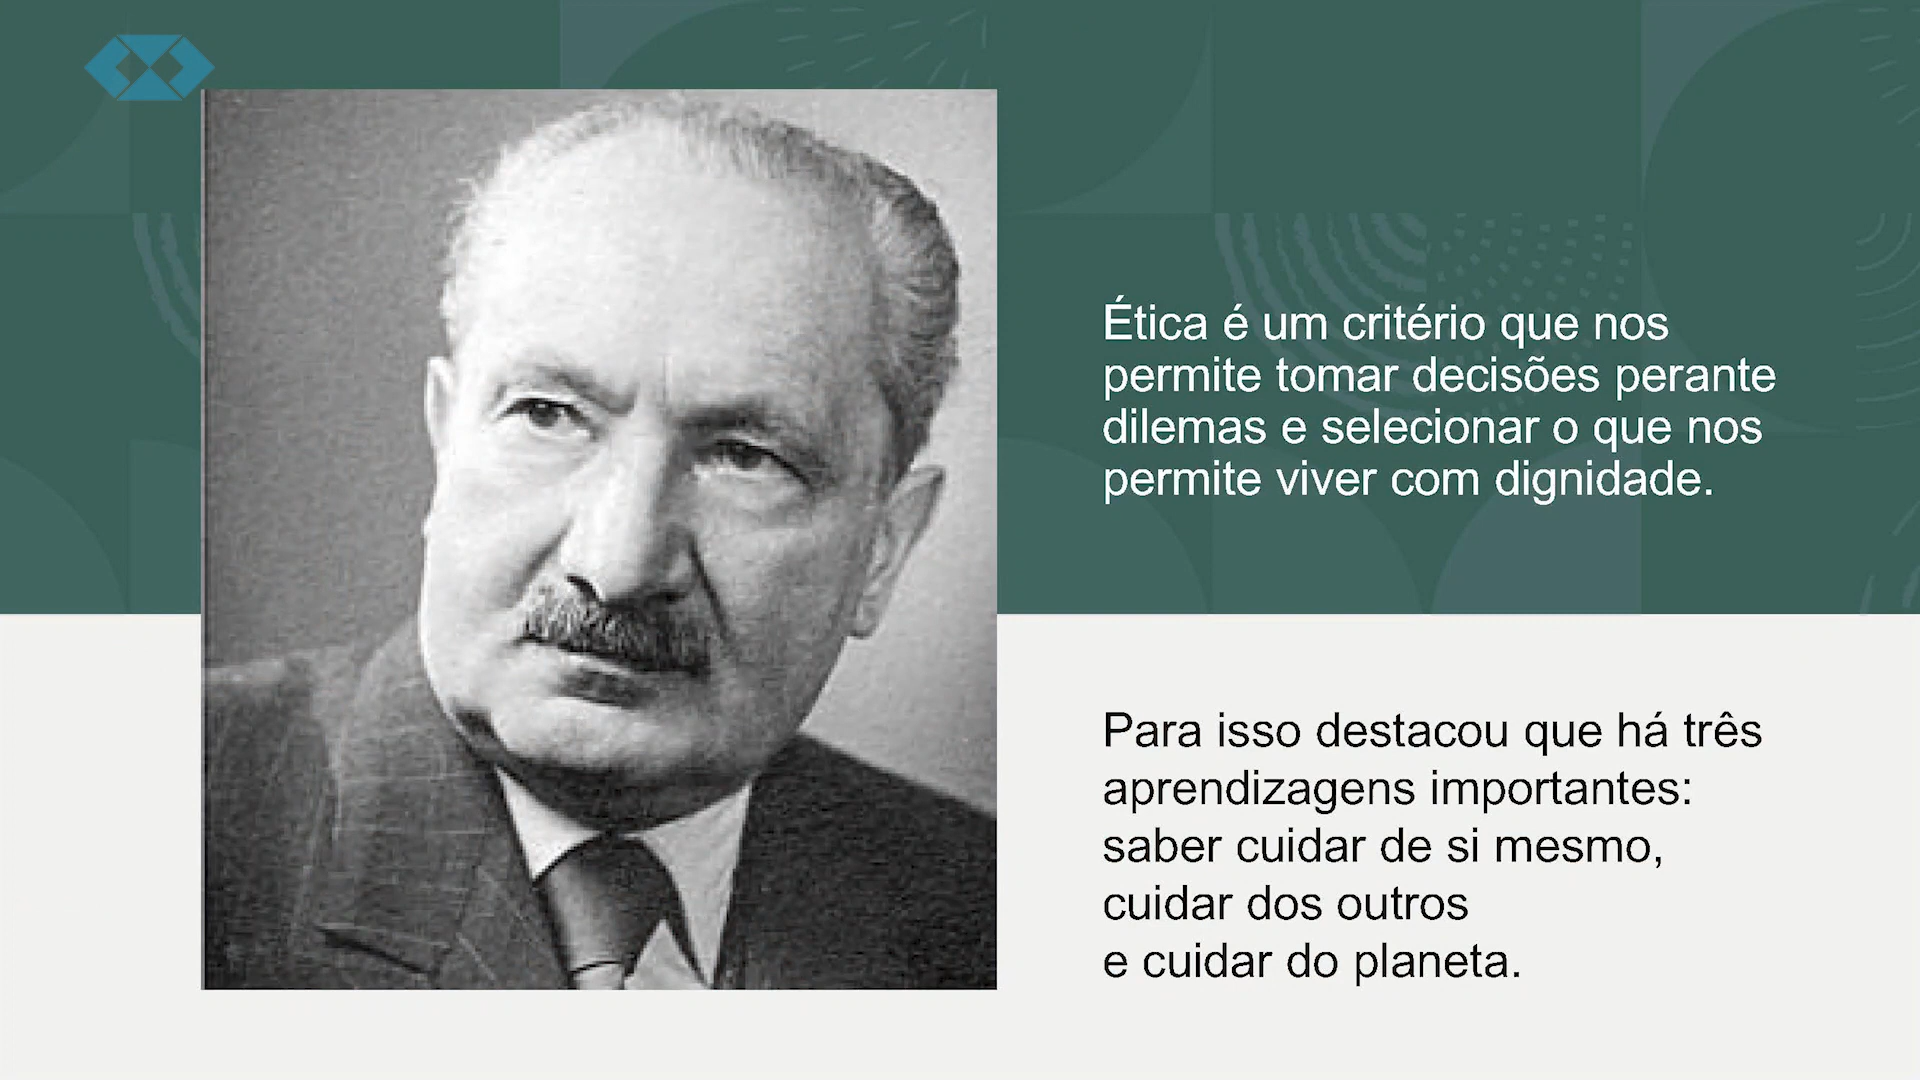 Ética é um critério que nos
permite tomar decisões perante
dilemas e selecionar o que nos
permite viver com dignidade.
Para isso destacou que há três
aprendizagens importantes:
saber cuidar de si mesmo,
cuidar dos outros
e cuidar do planeta.